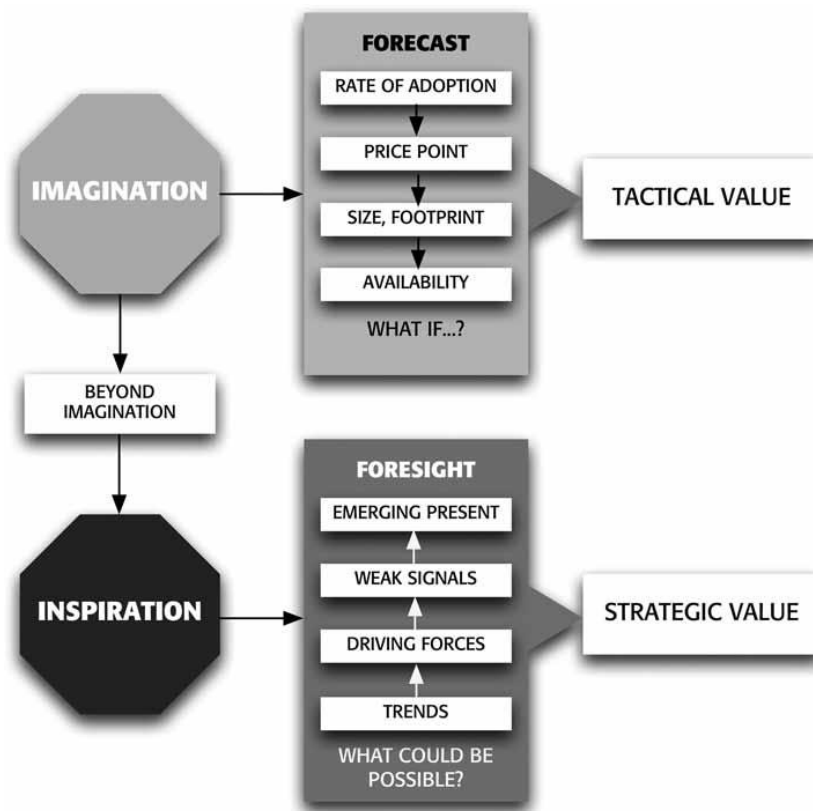 FORECAST
RATE OF ADOPTION
PRICE POINT
SIZE, FOOTPRINT
AVAILABILITY
WHAT IF...?
IMAGINATION
TACTICAL VALUE
BEYOND
IMAGINATION
FORESIGHT
EMERGING PRESENT
WEAK SIGNALS
DRIVING FORCES
TRENDS
WHAT COULD BE
POSSIBLE?
INSPIRATION
STRATEGIC VALUE